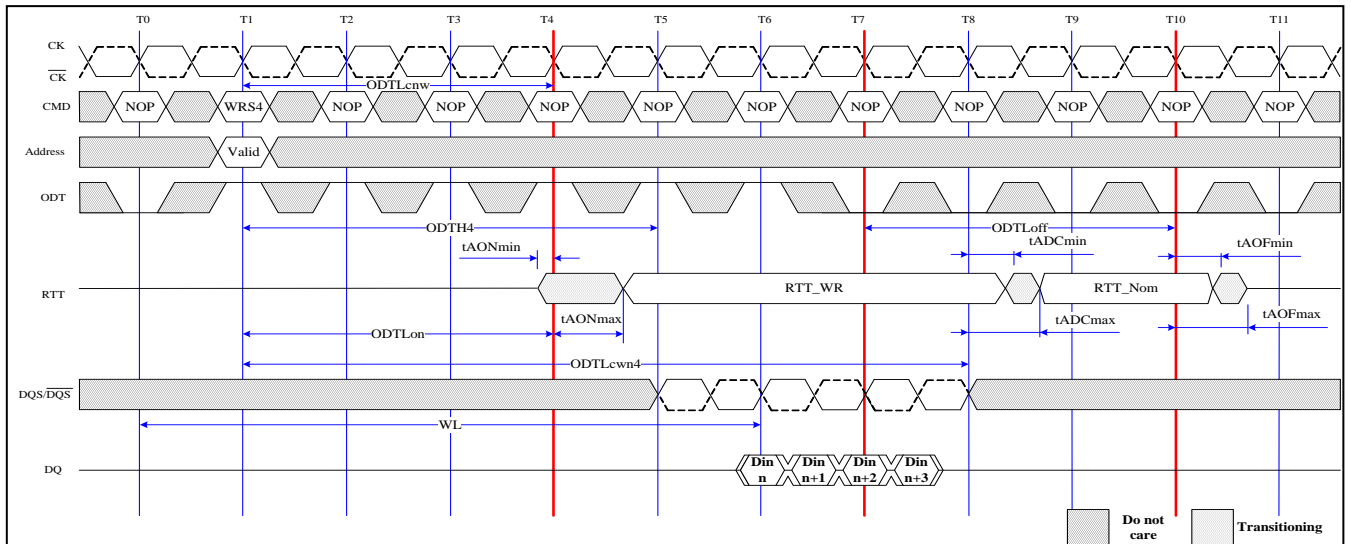 T0 T1 T2 T3 T4 T5 T6 T7 T8 T9 T10 T11
CK
CK
ODTLcnw
CMD NOP WRS4 NOP NOP NOP NOP NOP NOP NOP NOP NOP NOP
Address Valid
ODT
ODTH4 ODTLoff
tAONmin tADCmin tAOFmin
RTT RTT_WR RTT_Nom
tAONmax tADCmax tAOFmax
ODTLon
ODTLcwn4
DQS/DQS
WL
DQ
Din n Din n+1 Din n+2 Din n+3
Do not care
Transitioning